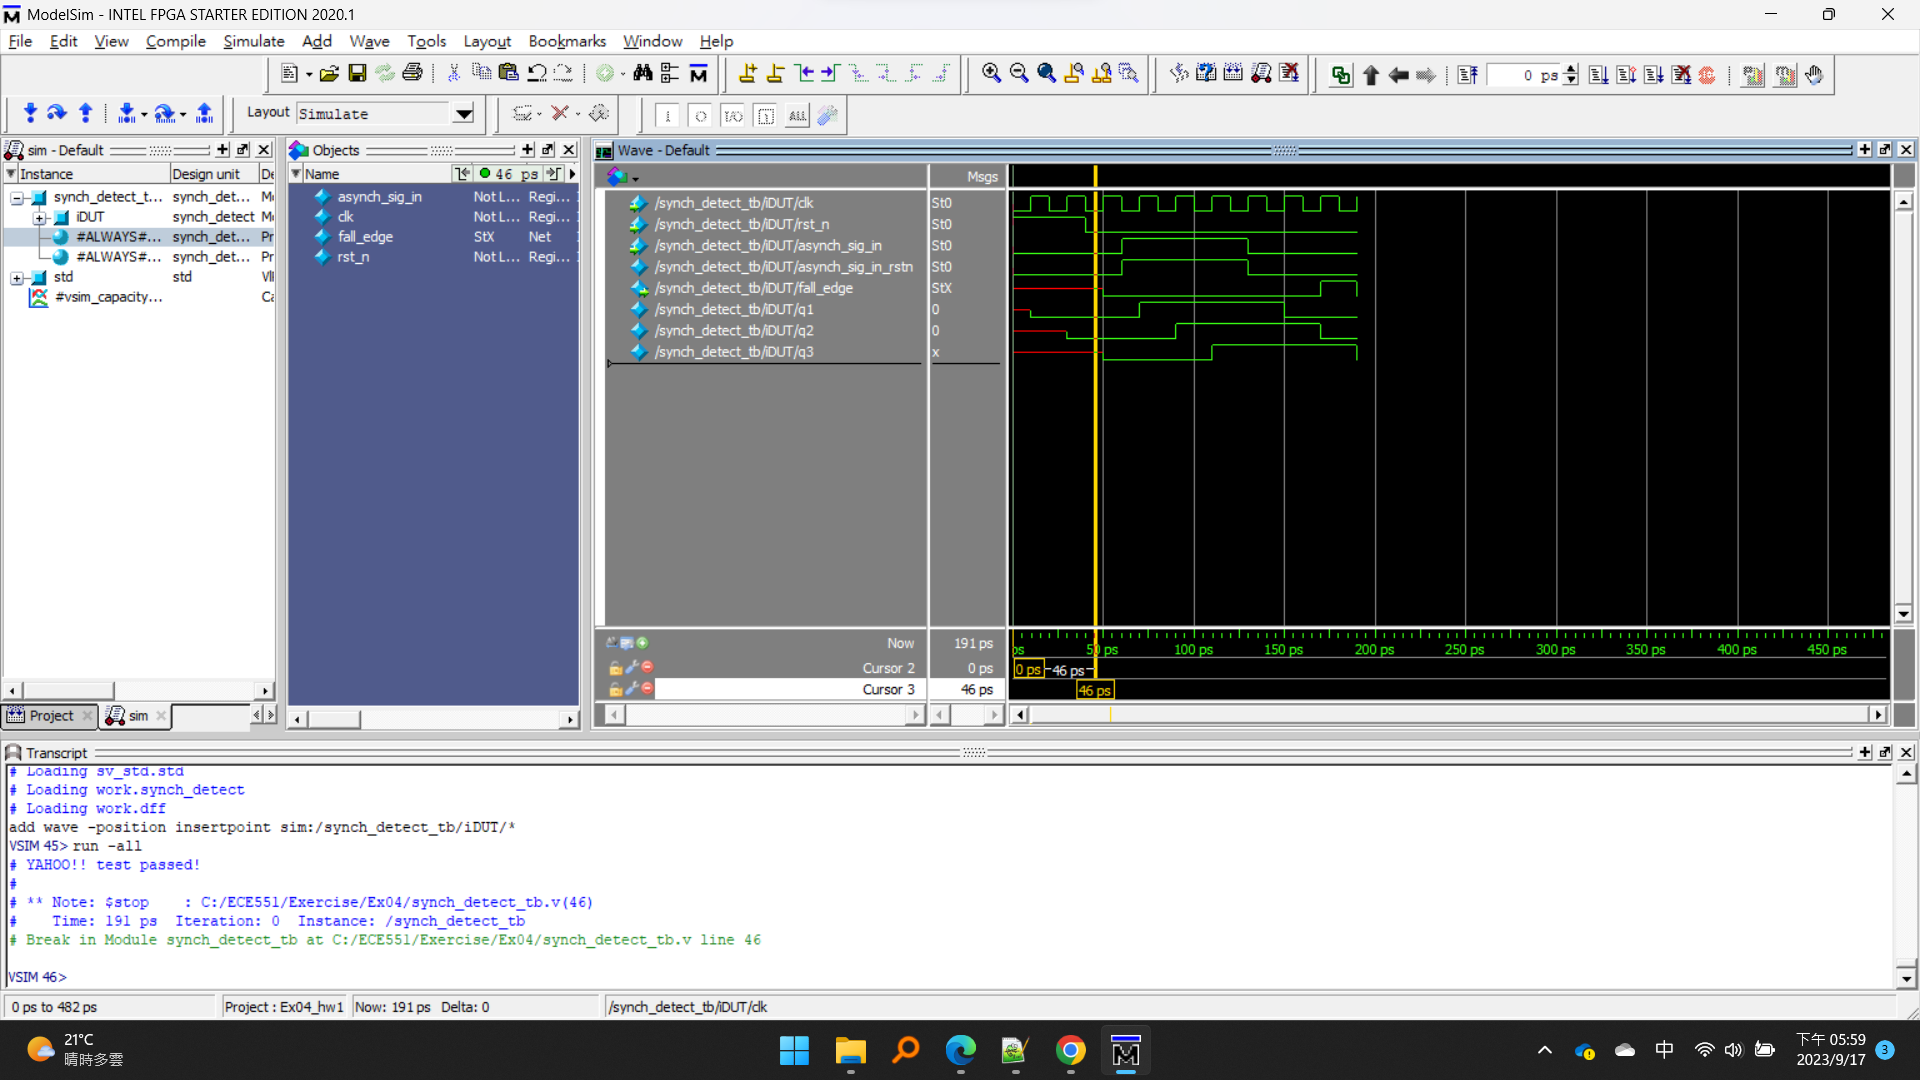 ModelSim - INTEL FPGA STARTER EDITION 2020.1
File Edit View Compile Simulate Add Wave Tools Layout Bookmarks Window Help
0 ps
Layout Simulate
ALL
sim - Default
Instance Design unit De
synch_detect_t... synch_det... Mo
iDUT synch_detect Mo
#ALWAYS#... synch_det... Pr
#ALWAYS#... synch_det... Pr
std std
#vsim_capacity... Ca
Project sim
Objects
Name 46 ps
asynch_sig_in Not L... Regi...
clk Not L... Regi...
fall_edge StX Net
rst_n Not L... Regi...
Wave - Default
Msgs
/synch_detect_tb/iDUT/clk St0
/synch_detect_tb/iDUT/rst_n St0
/synch_detect_tb/iDUT/asynch_sig_in St0
/synch_detect_tb/iDUT/asynch_sig_in_rstn St0
/synch_detect_tb/iDUT/fall_edge StX
/synch_detect_tb/iDUT/q1 0
/synch_detect_tb/iDUT/q2 0
/synch_detect_tb/iDUT/q3 x
Now 191 ps
ps 50 ps 100 ps 150 ps 200 ps 250 ps 300 ps 350 ps 400 ps 450 ps
Cursor 2 0 ps
0 ps 46 ps
Cursor 3 46 ps
46 ps
Transcript
# Loading sv_std.std
# Loading work.synch_detect
# Loading work.dff
add wave -position insertpoint sim:/synch_detect_tb/iDUT/*
VSIM 45> run -all
# YAHOO!! test passed!
#
# ** Note: $stop : C:/ECE551/Exercise/Ex04/synch_detect_tb.v(46)
# Time: 191 ps Iteration: 0 Instance: /synch_detect_tb
# Break in Module synch_detect_tb at C:/ECE551/Exercise/Ex04/synch_detect_tb.v line 46
VSIM 46>
0 ps to 482 ps Project : Ex04_hw1 Now: 191 ps Delta: 0 /synch_detect_tb/iDUT/clk
21°C
晴時多雲
中
下午 05:59
2023/9/17
3